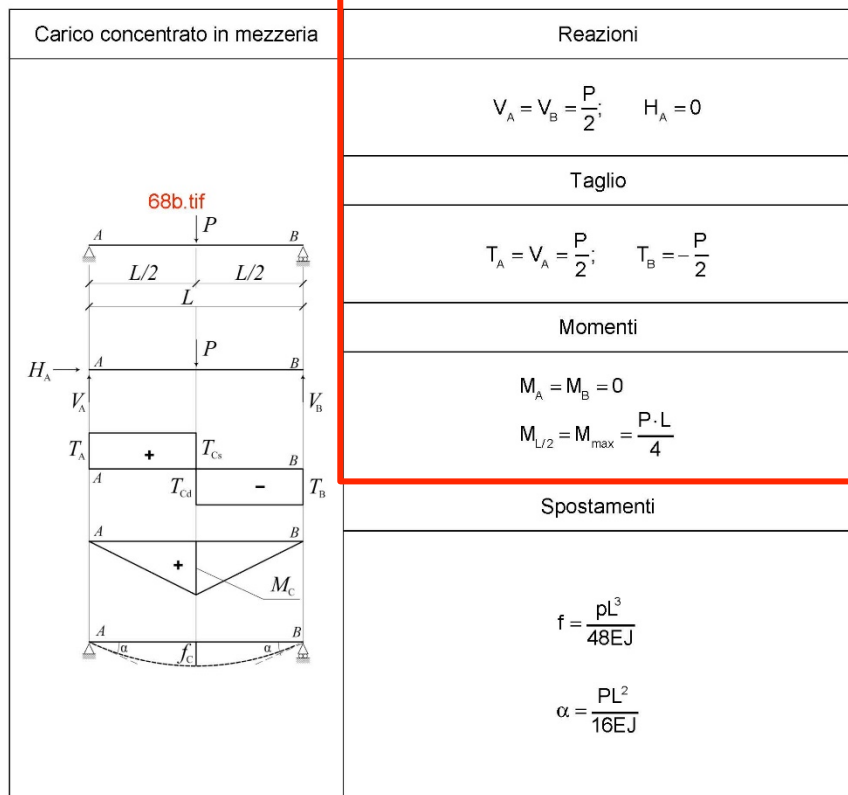 Carico concentrato in mezzeria
Reazioni
V_A = V_B = P/2; H_A = 0
Taglio
T_A = V_A = P/2; T_B = -P/2
Momenti
M_A = M_B = 0
M_L/2 = M_max = P·L/4
Spostamenti
f = pL³/48EJ
α = PL²/16EJ
68b.tif
P
A B
L/2 L/2
L
P
H_A A B
V_A V_B
T_A + T_Cs
A T_Cd - B T_B
A B
+
M_C
A B
α f_C α